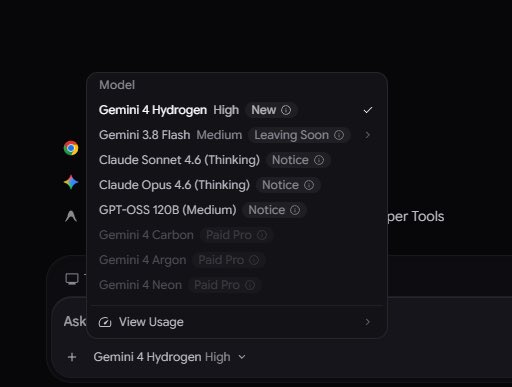 Model
Gemini 4 Hydrogen High New
Gemini 3.8 Flash Medium Leaving Soon
Claude Sonnet 4.6 (Thinking) Notice
Claude Opus 4.6 (Thinking) Notice
GPT-OSS 120B (Medium) Notice
per Tools
Gemini 4 Carbon Paid Pro
Gemini 4 Argon Paid Pro
Gemini 4 Neon Paid Pro
Ask
View Usage
Gemini 4 Hydrogen High